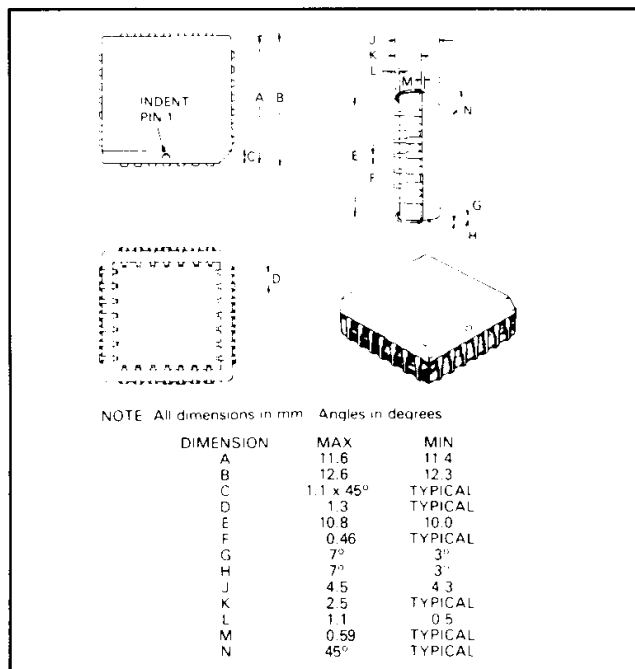 J
K
L
M
INDENT
PIN 1
A B
N
C
E
F
G
H
D
NOTE All dimensions in mm Angles in degrees
DIMENSION MAX MIN
A 11.6 11.4
B 12.6 12.3
C 1.1 x 45° TYPICAL
D 1.3 TYPICAL
E 10.8 10.0
F 0.46 TYPICAL
G 7° 3°
H 7° 3°
J 4.5 4.3
K 2.5 TYPICAL
L 1.1 0.5
M 0.59 TYPICAL
N 45° TYPICAL